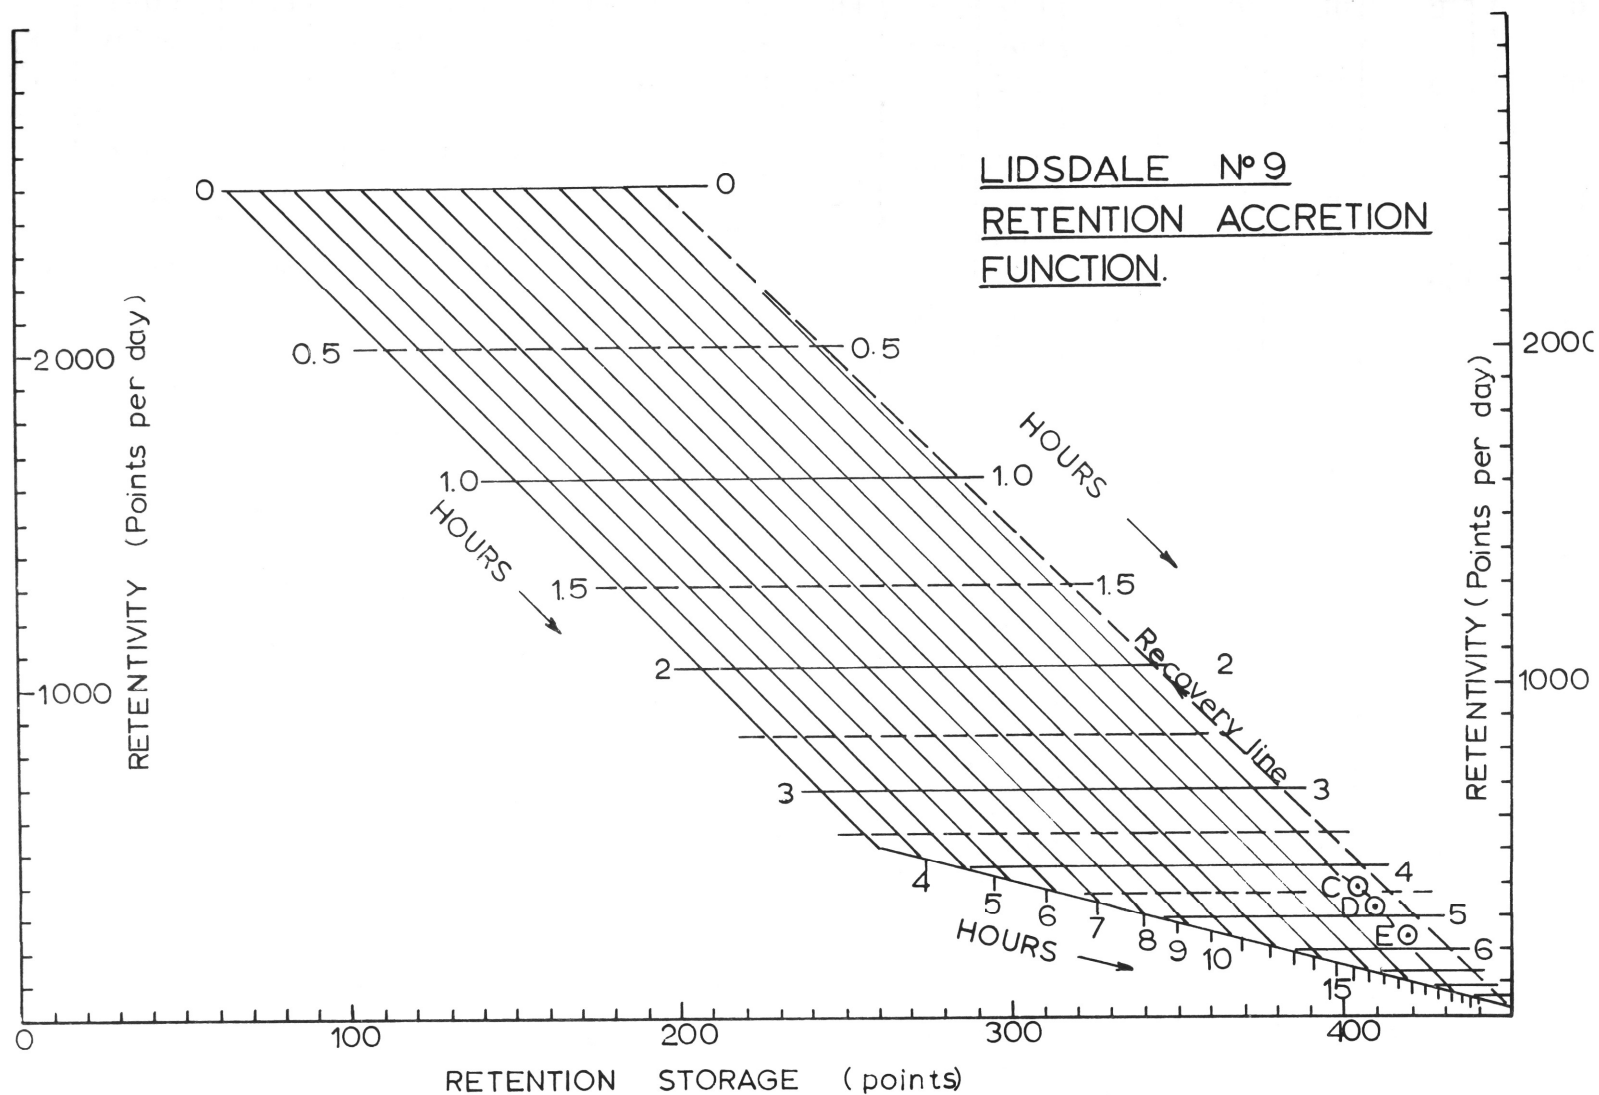 LIDSDALE Nº 9
RETENTION ACCRETION
FUNCTION.
0
0
0.5
0.5
2000
2000
RETENTIVITY (Points per day)
RETENTIVITY (Points per day)
HOURS
1.0
1.0
HOURS
1.5
1.5
Recovery line
2
2
1000
1000
3
3
4
4
C
D
E
5
5
6
6
7
8
9
10
15
HOURS
0
100
200
300
400
RETENTION STORAGE (points)